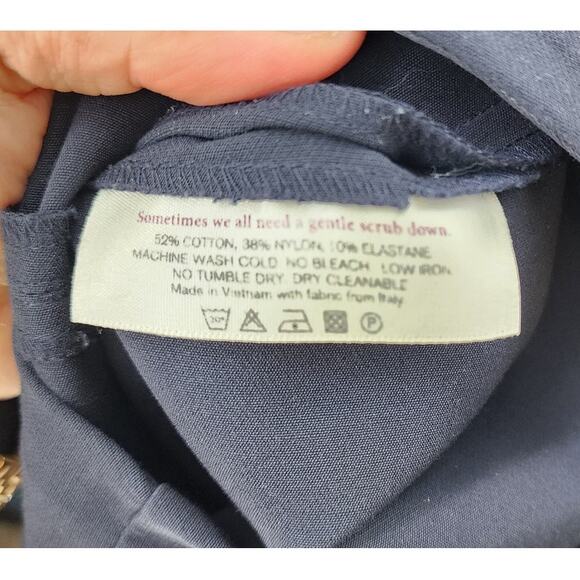 Sometimes we all need a gentle scrub down.
52% COTTON, 38% NYLON, 10% ELASTANE
MACHINE WASH COLD NO BLEACH LOW IRON
NO TUMBLE DRY, DRY CLEANABLE
Made in Vietnam with fabric from Italy
30° P